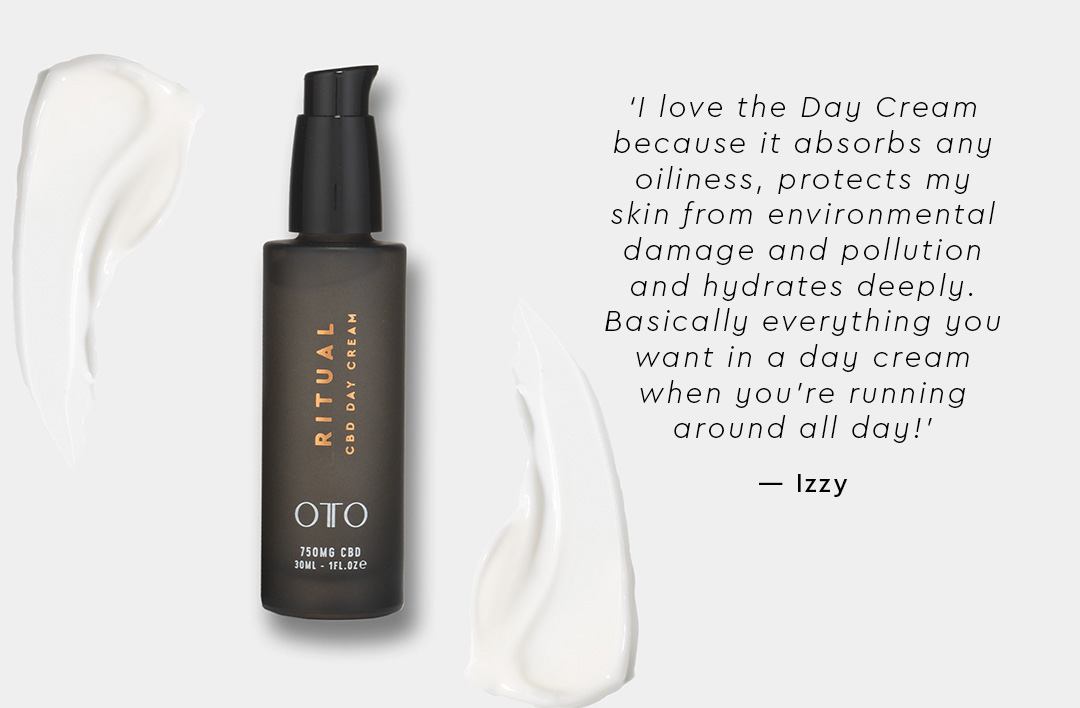 RITUAL
CBD DAY CREAM
OTO
750MG CBD
30ML - 1FL.OZ℮
‘I love the Day Cream
because it absorbs any
oiliness, protects my
skin from environmental
damage and pollution
and hydrates deeply.
Basically everything you
want in a day cream
when you’re running
around all day!’
— Izzy